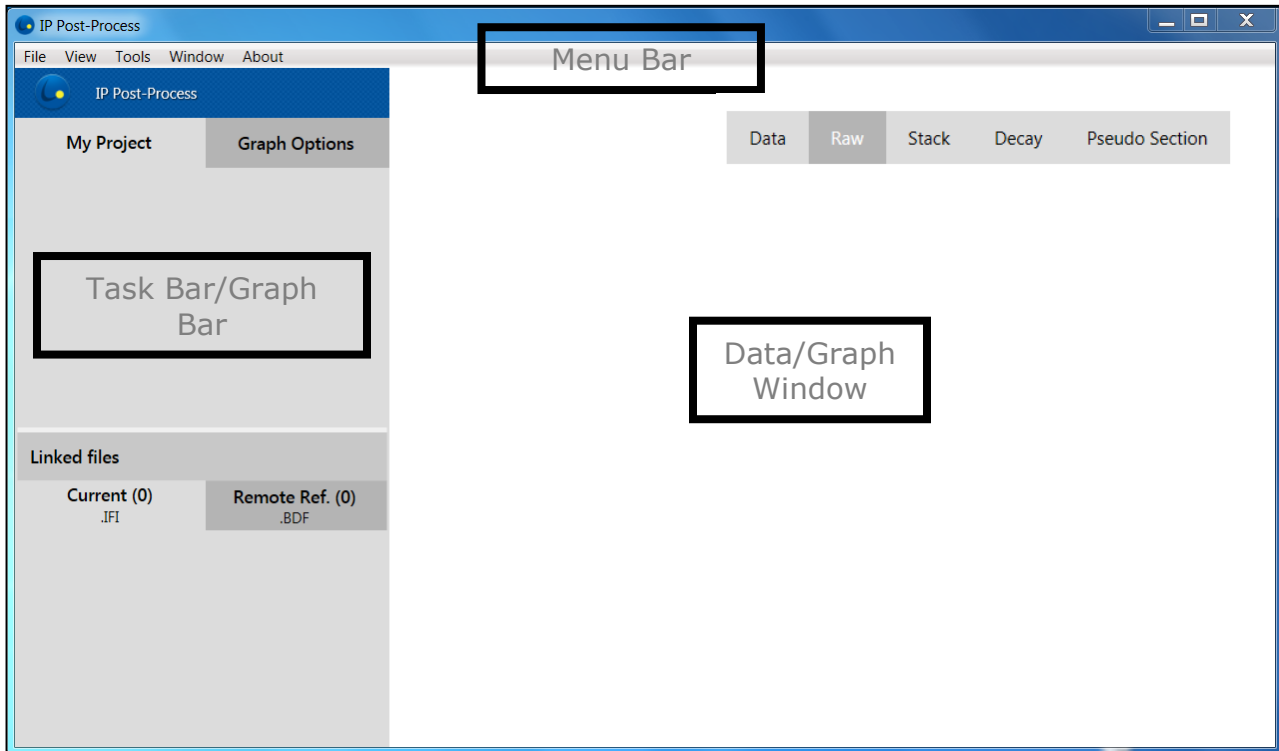 IP Post-Process
X
File View Tools Window About
Menu Bar
IP Post-Process
My Project
Graph Options
Data Raw Stack Decay Pseudo Section
Task Bar/Graph
Bar
Data/Graph
Window
Linked files
Current (0)
.IFI
Remote Ref. (0)
.BDF